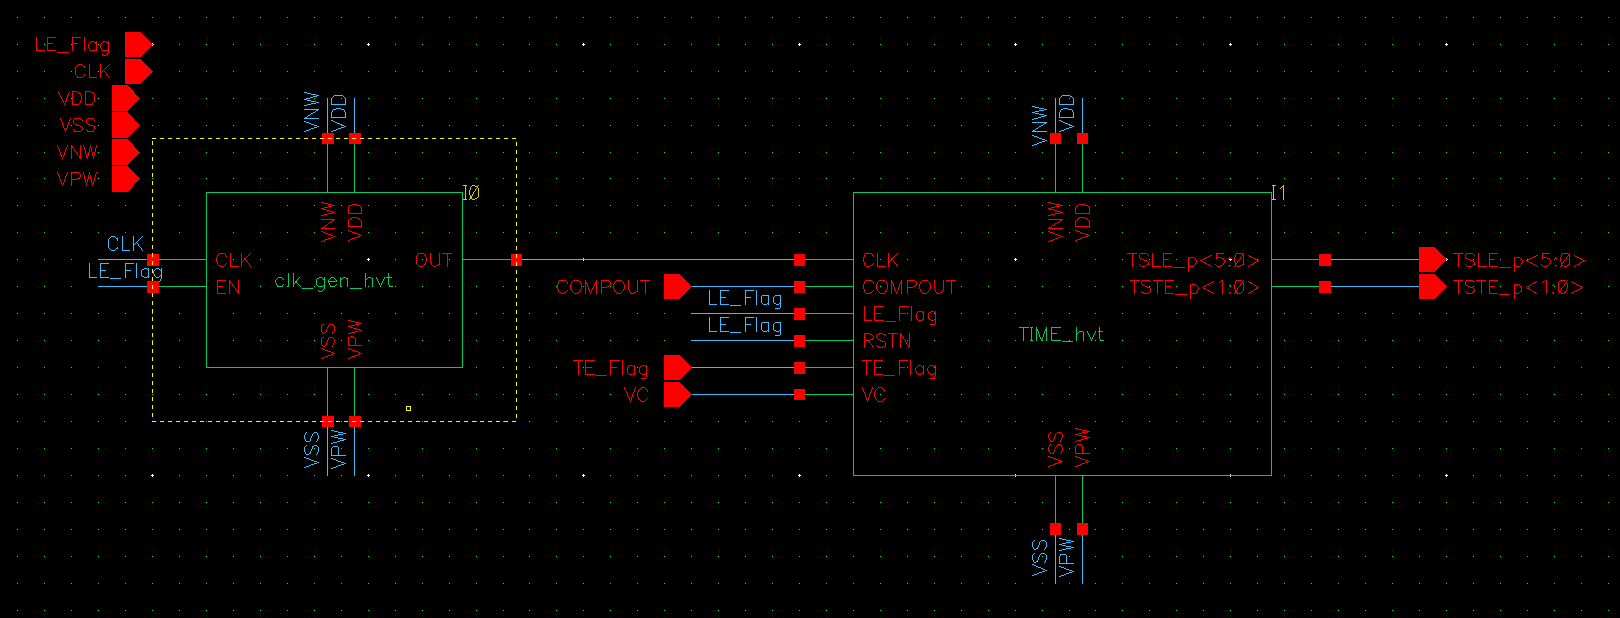 LE_Flag
CLK
VDD
VSS
VNW
VPW
CLK
LE_Flag
VNW
VDD
I0
VNW
VDD
CLK
EN
OUT
clk_gen_hvt
VSS
VPW
VSS
VPW
COMPOUT
LE_Flag
LE_Flag
TE_Flag
VC
VNW
VDD
I1
VNW
VDD
CLK
COMPOUT
LE_Flag
RSTN
TE_Flag
VC
TIME_hvt
TSLE_p<5:0>
TSTE_p<1:0>
VSS
VPW
VSS
VPW
TSLE_p<5:0>
TSTE_p<1:0>